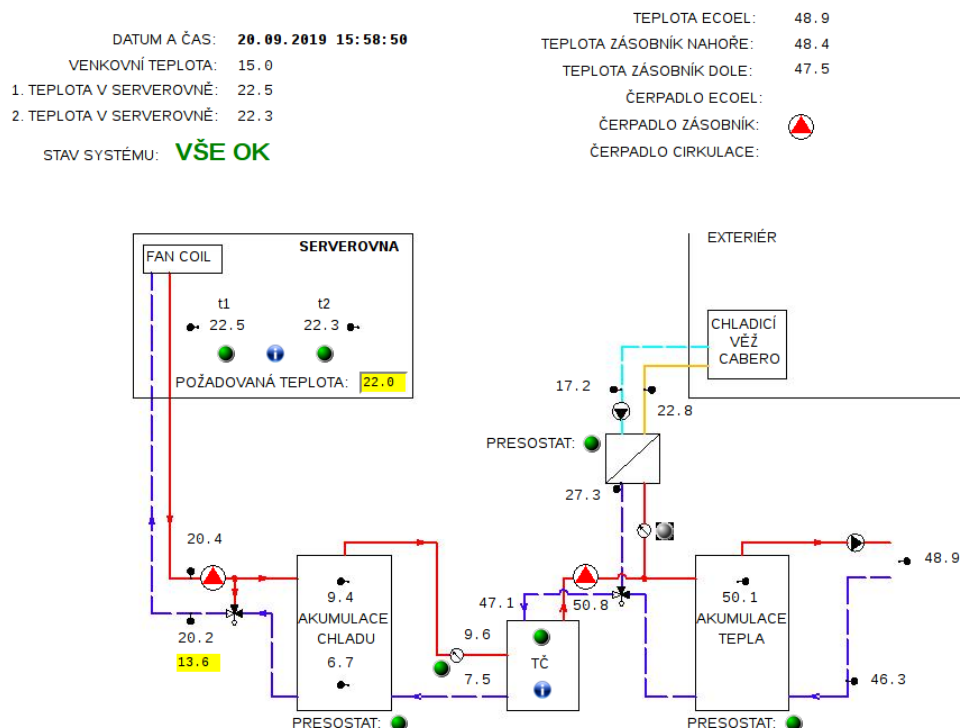 DATUM A ČAS: 20.09.2019 15:58:50
VENKOVNÍ TEPLOTA: 15.0
1. TEPLOTA V SERVEROVNĚ: 22.5
2. TEPLOTA V SERVEROVNĚ: 22.3
STAV SYSTÉMU: VŠE OK
TEPLOTA ECOEL: 48.9
TEPLOTA ZÁSOBNÍK NAHOŘE: 48.4
TEPLOTA ZÁSOBNÍK DOLE: 47.5
ČERPADLO ECOEL:
ČERPADLO ZÁSOBNÍK:
ČERPADLO CIRKULACE:
SERVEROVNA
FAN COIL
t1
t2
22.5
22.3
POŽADOVANÁ TEPLOTA: 22.0
EXTERIÉR
CHLADICÍ
VĚŽ
CABERO
17.2
22.8
PRESOSTAT:
27.3
20.4
20.2
13.6
9.4
AKUMULACE
CHLADU
6.7
PRESOSTAT:
9.6
7.5
47.1
50.8
TČ
50.1
AKUMULACE
TEPLA
PRESOSTAT:
48.9
46.3